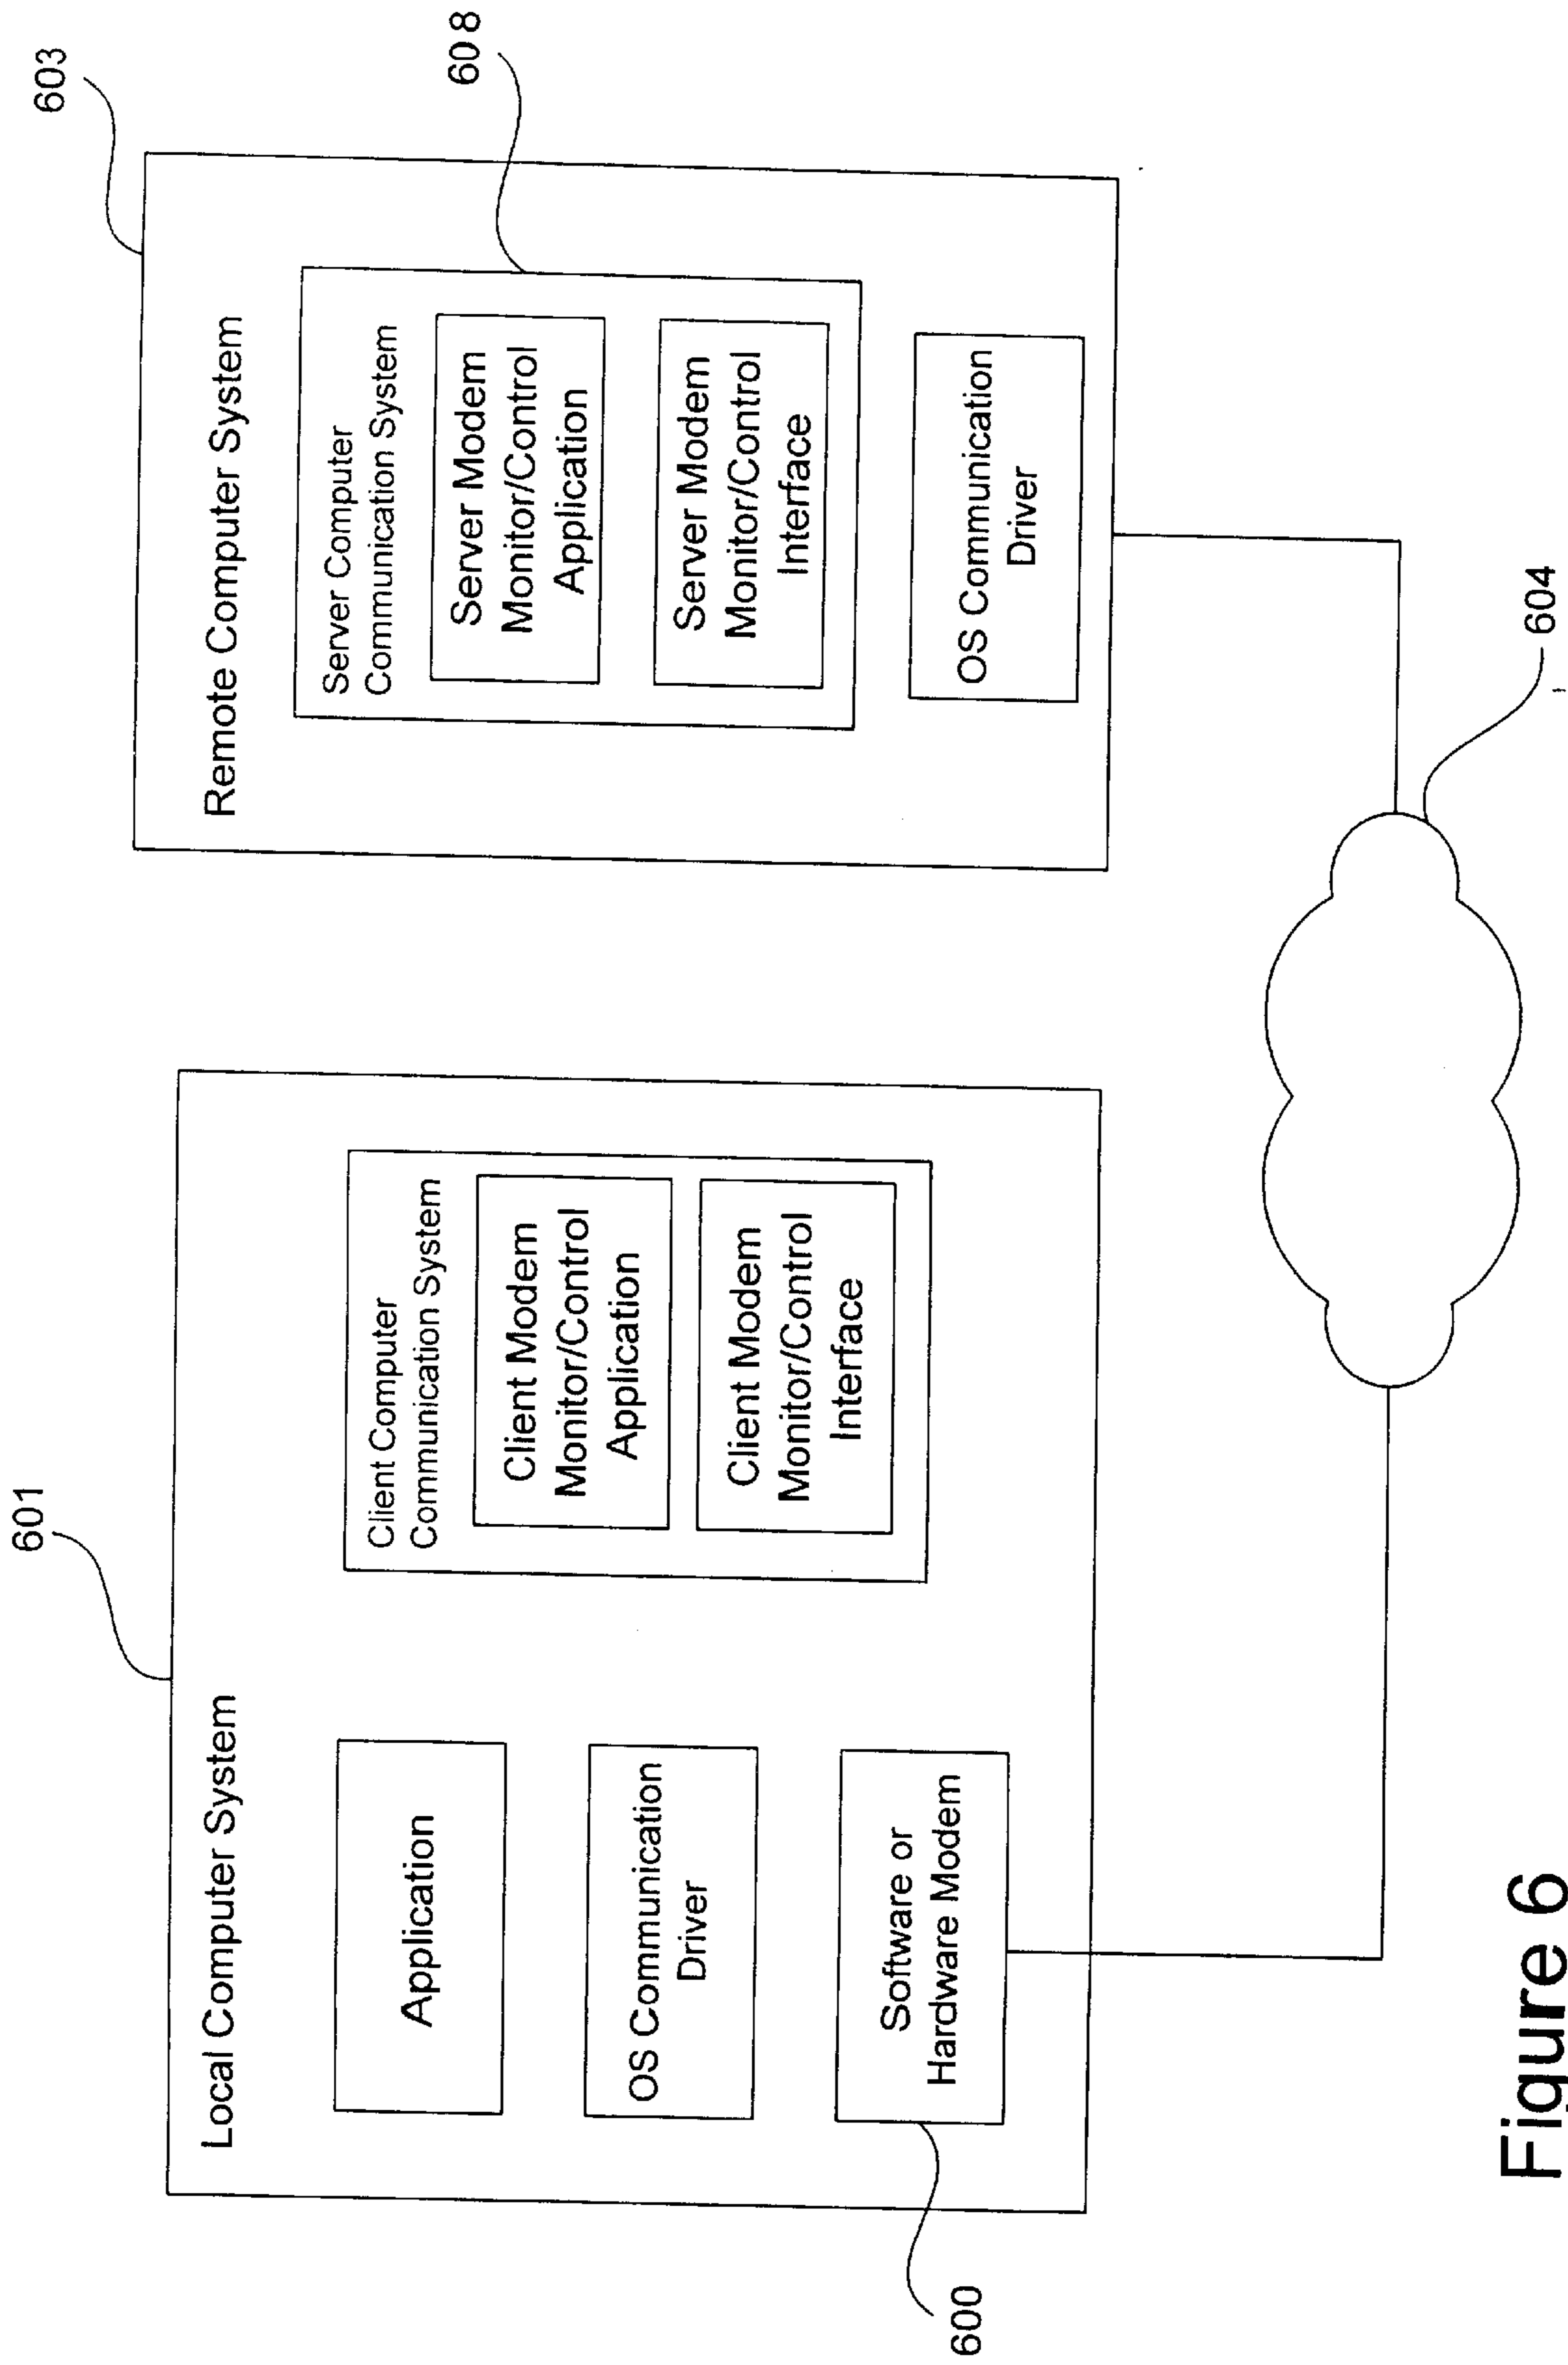 601
Local Computer System
Application
OS Communication
Driver
Software or
Hardware Modem
600
Client Computer
Communication System
Client Modem
Monitor/Control
Application
Client Modem
Monitor/Control
Interface
603
Remote Computer System
608
Server Computer
Communication System
Server Modem
Monitor/Control
Application
Server Modem
Monitor/Control
Interface
OS Communication
Driver
604
Figure 6